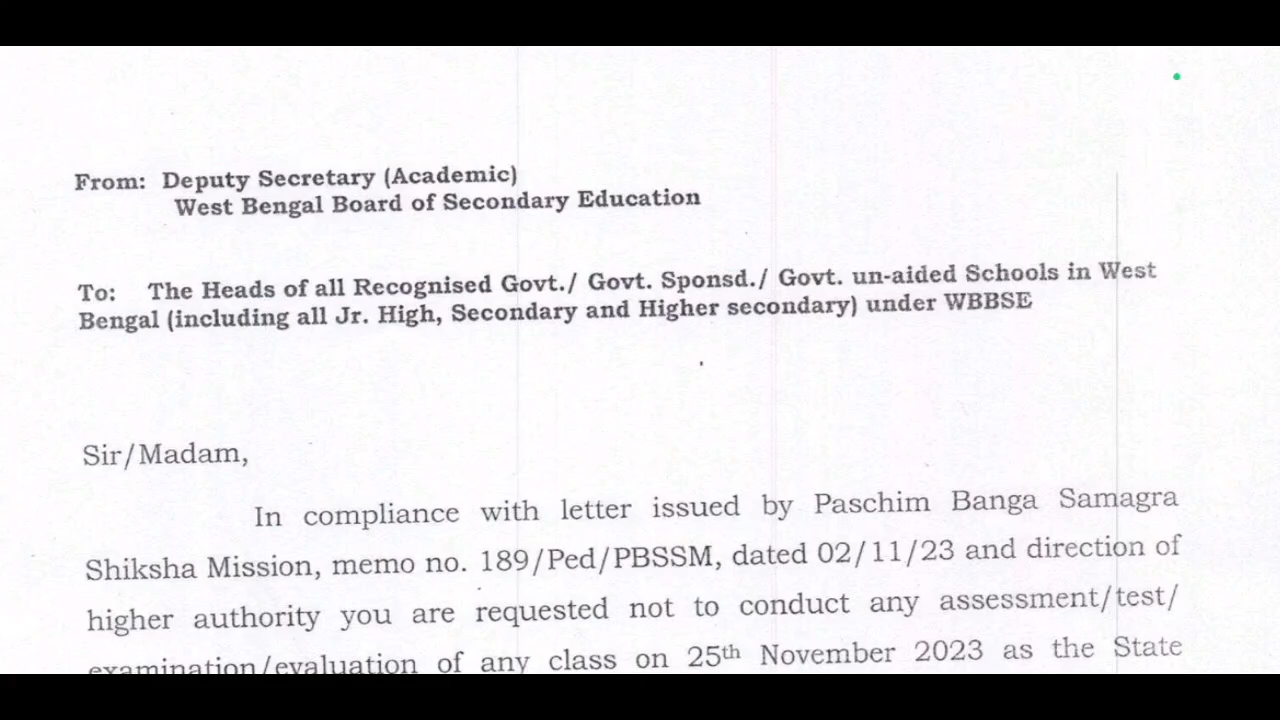 From: Deputy Secretary (Academic)
West Bengal Board of Secondary Education
To: The Heads of all Recognised Govt./ Govt. Sponsd./ Govt. un-aided Schools in West
Bengal (including all Jr. High, Secondary and Higher secondary) under WBBSE
Sir/Madam,
In compliance with letter issued by Paschim Banga Samagra
Shiksha Mission, memo no. 189/Ped/PBSSM, dated 02/11/23 and direction of
higher authority you are requested not to conduct any assessment/test/
examination/evaluation of any class on 25th November 2023 as the State